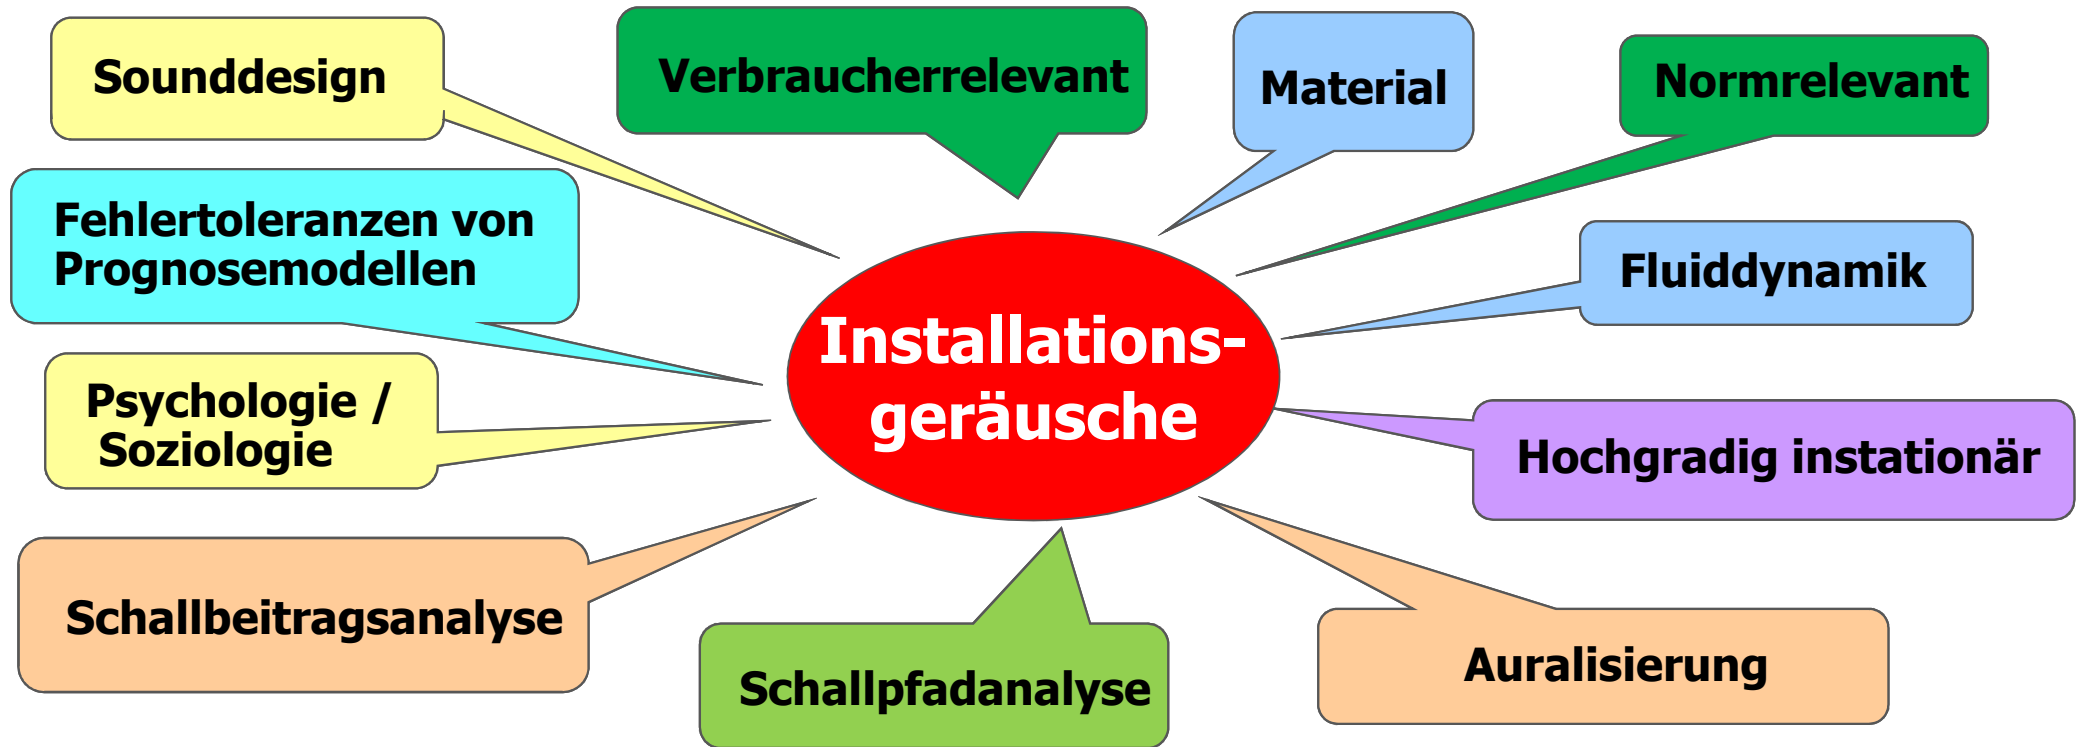 Sounddesign
Verbraucherrelevant
Material
Normrelevant
Fehlertoleranzen von
Prognosemodellen
Fluiddynamik
Installations-
geräusche
Psychologie /
Soziologie
Hochgradig instationär
Schallbeitragsanalyse
Schallpfadanalyse
Auralisierung